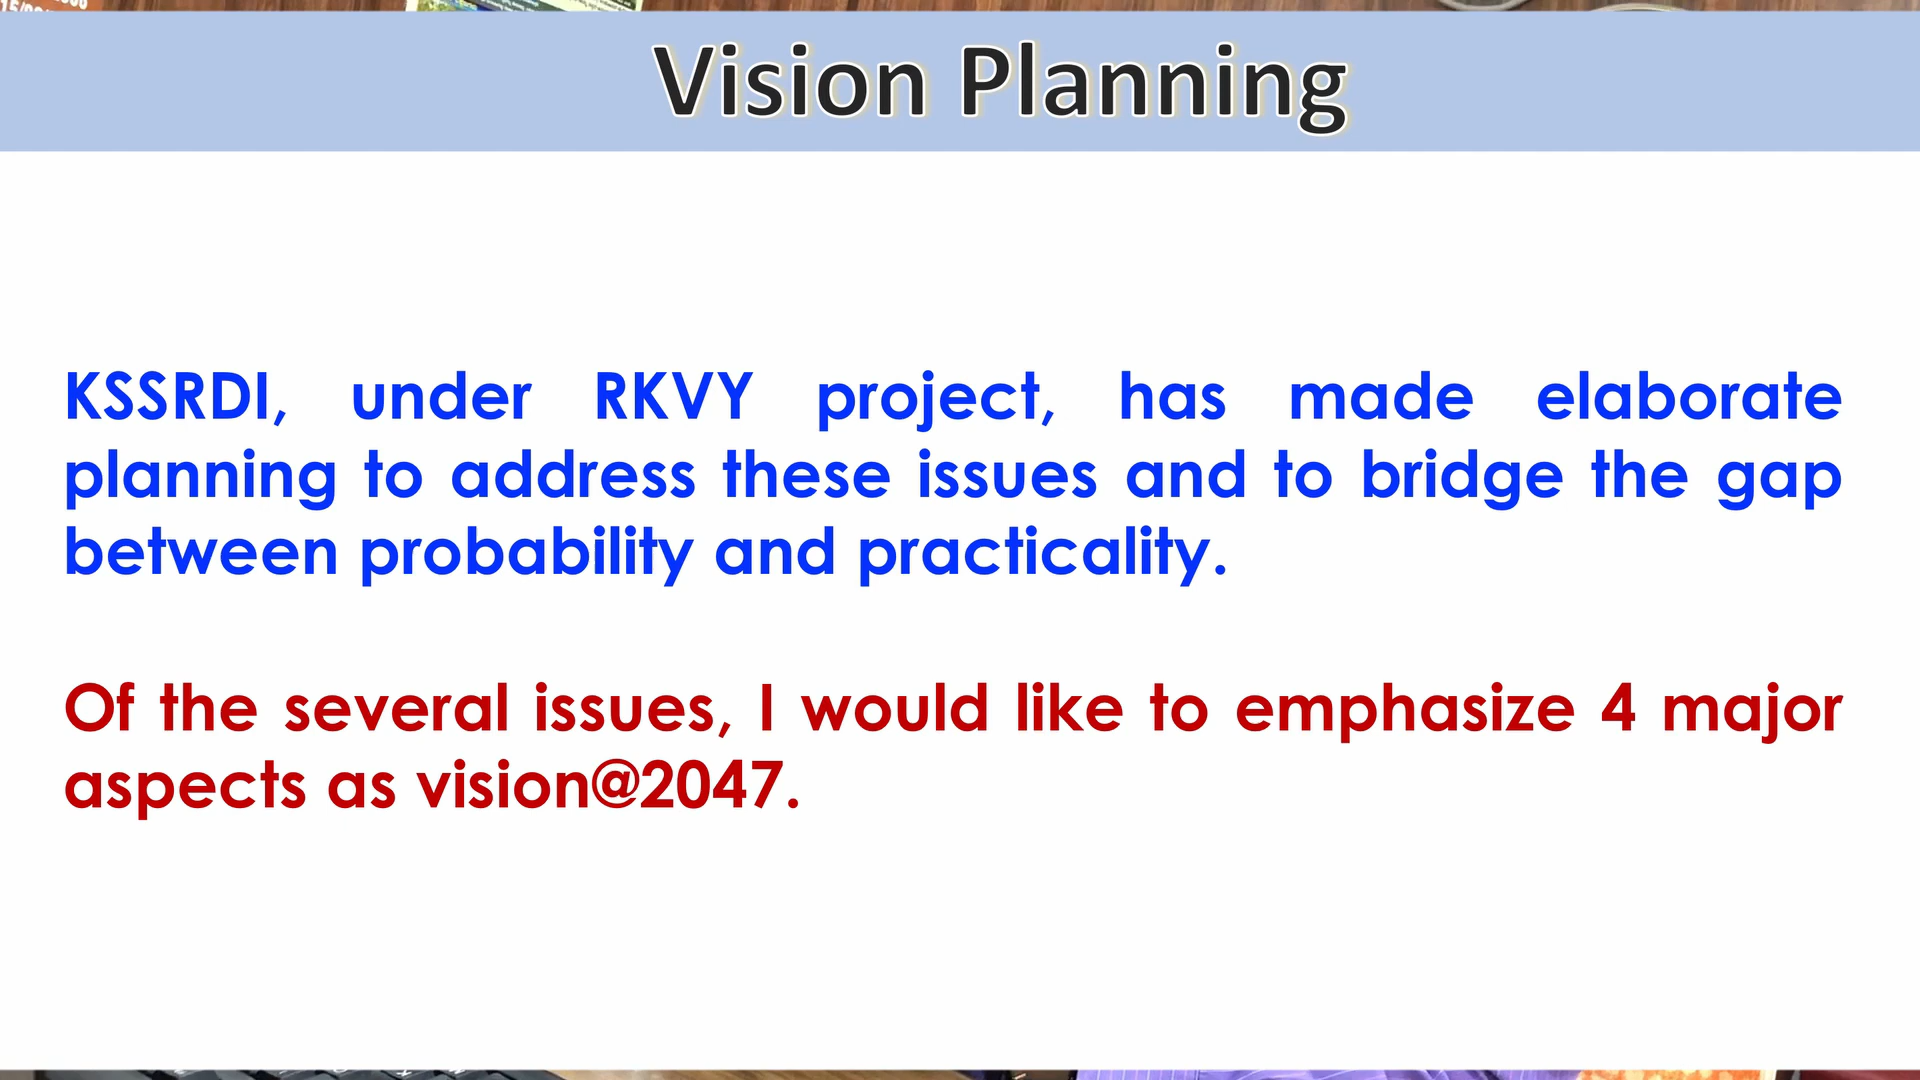 Vision Planning
KSSRDI, under RKVY project, has made elaborate
planning to address these issues and to bridge the gap
between probability and practicality.
Of the several issues, I would like to emphasize 4 major
aspects as vision@2047.